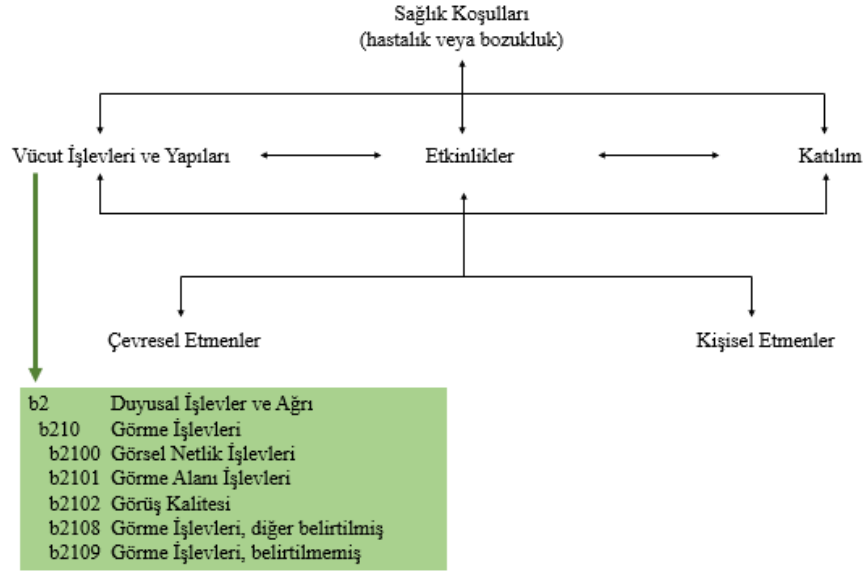 Sağlık Koşulları
(hastalık veya bozukluk)
Vücut İşlevleri ve Yapıları Etkinlikler Katılım
Çevresel Etmenler Kişisel Etmenler
b2 Duyusal İşlevler ve Ağrı
b210 Görme İşlevleri
b2100 Görsel Netlik İşlevleri
b2101 Görme Alanı İşlevleri
b2102 Görüş Kalitesi
b2108 Görme İşlevleri, diğer belirtilmiş
b2109 Görme İşlevleri, belirtilmemiş